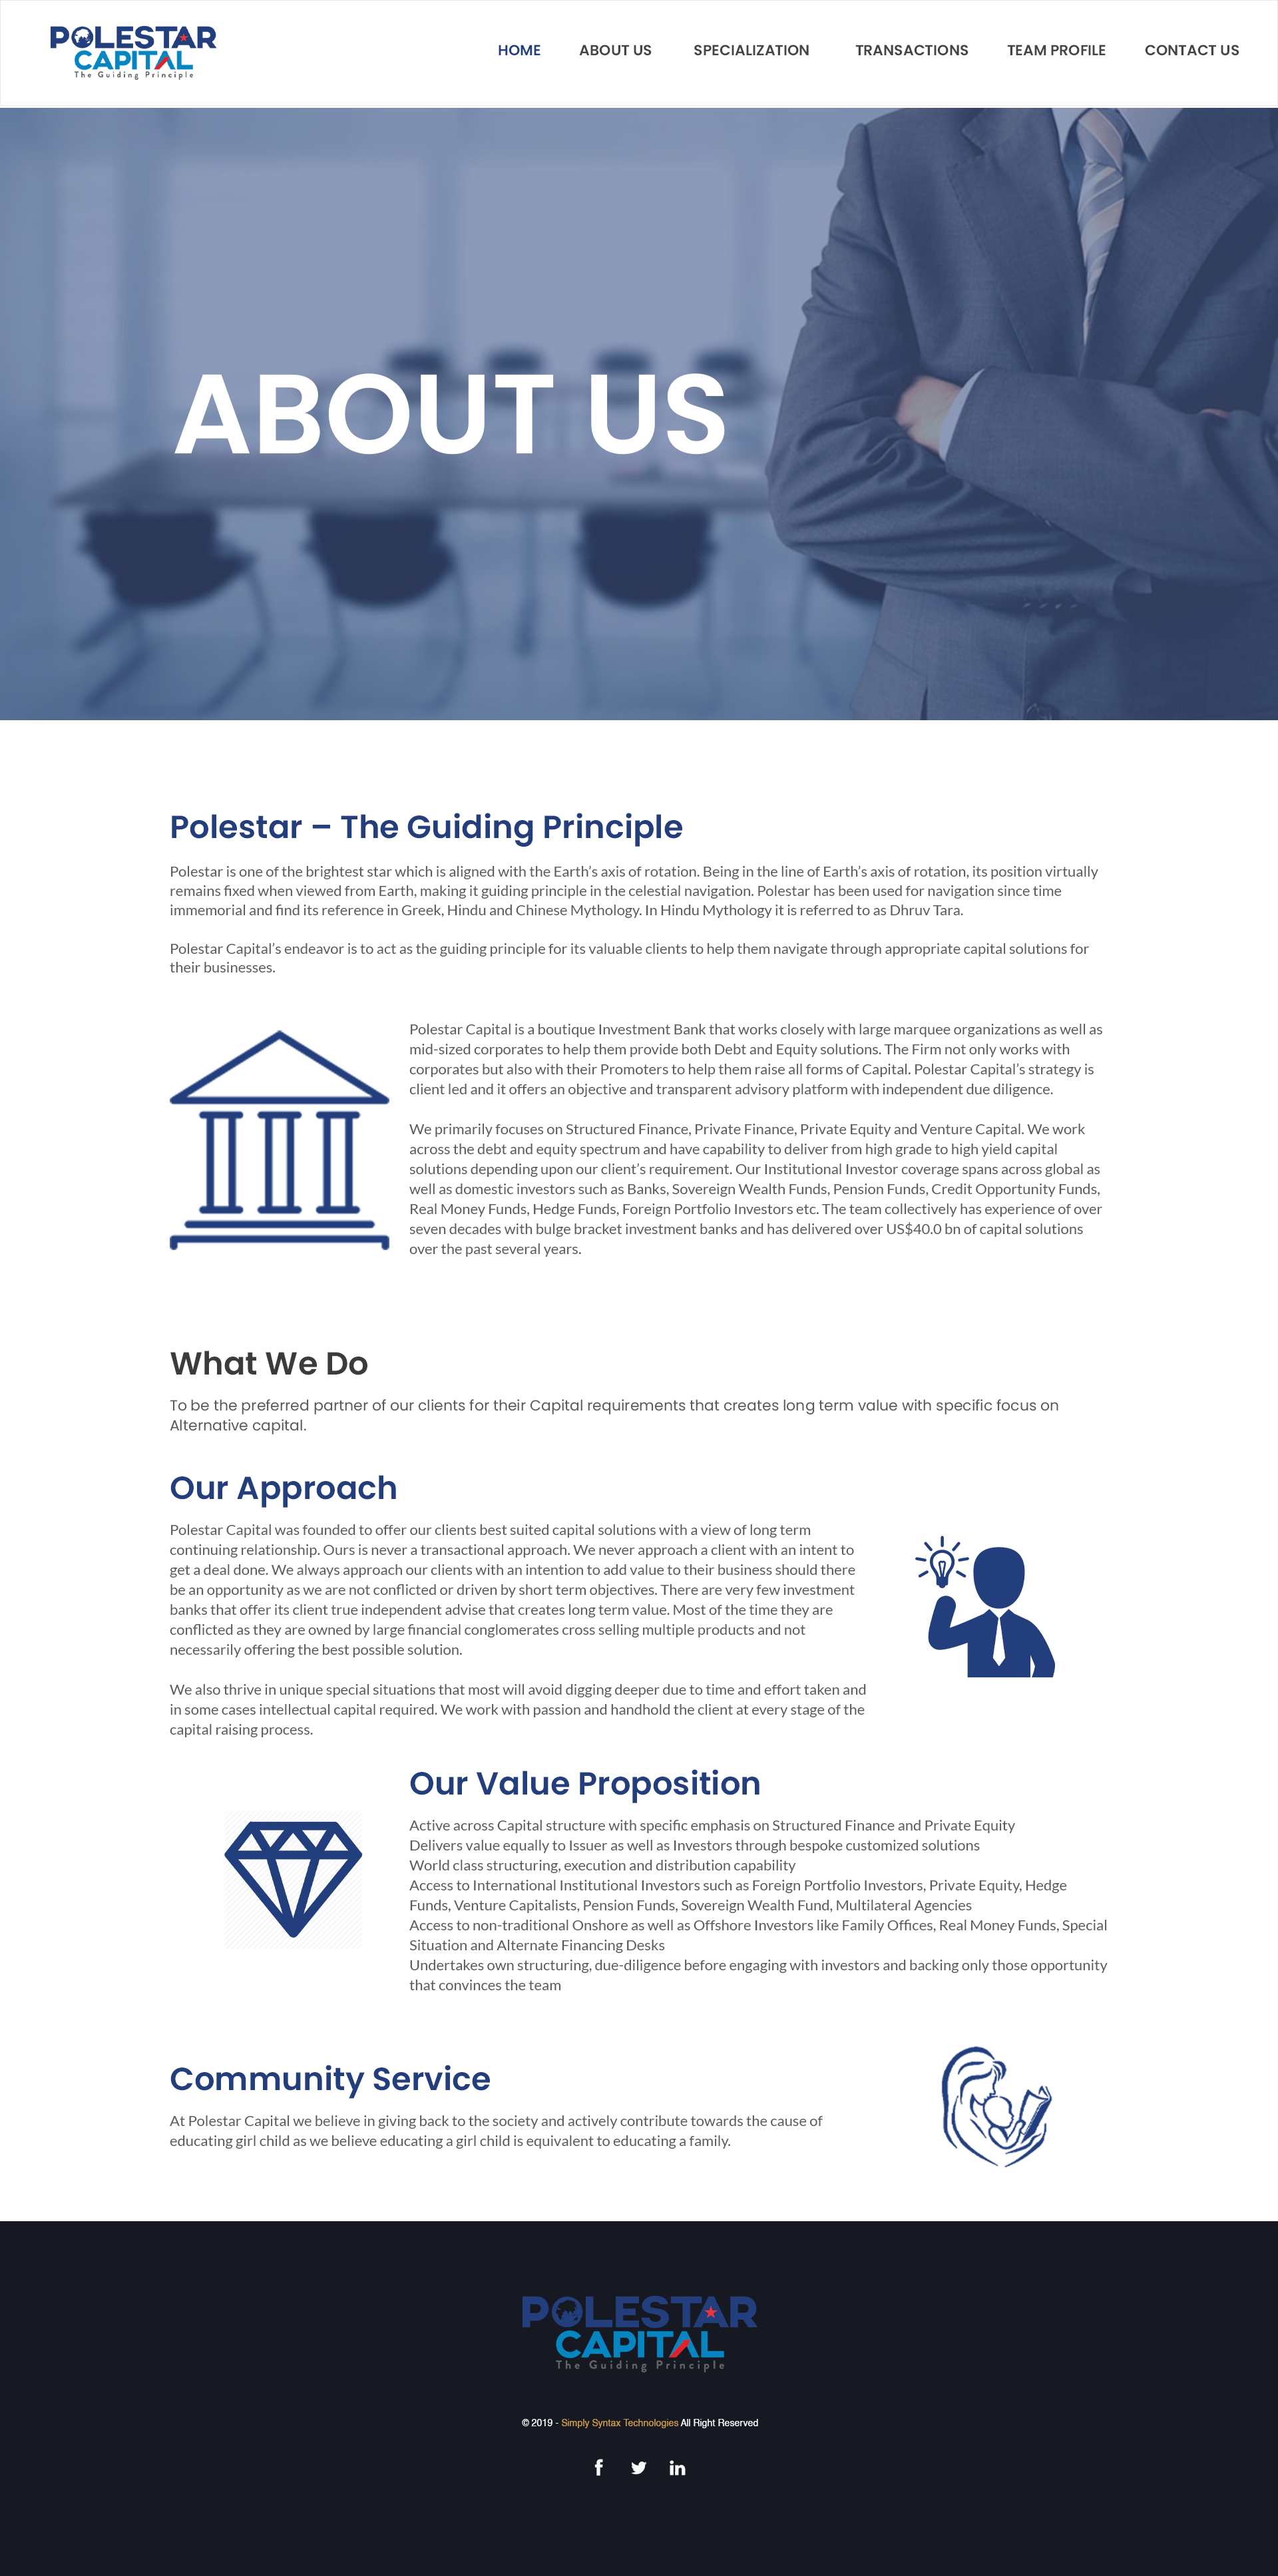 POLESTAR
CAPITAL
The Guiding Principle
HOME ABOUT US SPECIALIZATION TRANSACTIONS TEAM PROFILE CONTACT US
ABOUT US
Polestar – The Guiding Principle
Polestar is one of the brightest star which is aligned with the Earth’s axis of rotation. Being in the line of Earth’s axis of rotation, its position virtually
remains fixed when viewed from Earth, making it guiding principle in the celestial navigation. Polestar has been used for navigation since time
immemorial and find its reference in Greek, Hindu and Chinese Mythology. In Hindu Mythology it is referred to as Dhruv Tara.
Polestar Capital’s endeavor is to act as the guiding principle for its valuable clients to help them navigate through appropriate capital solutions for
their businesses.
Polestar Capital is a boutique Investment Bank that works closely with large marquee organizations as well as
mid-sized corporates to help them provide both Debt and Equity solutions. The Firm not only works with
corporates but also with their Promoters to help them raise all forms of Capital. Polestar Capital’s strategy is
client led and it offers an objective and transparent advisory platform with independent due diligence.
We primarily focuses on Structured Finance, Private Finance, Private Equity and Venture Capital. We work
across the debt and equity spectrum and have capability to deliver from high grade to high yield capital
solutions depending upon our client’s requirement. Our Institutional Investor coverage spans across global as
well as domestic investors such as Banks, Sovereign Wealth Funds, Pension Funds, Credit Opportunity Funds,
Real Money Funds, Hedge Funds, Foreign Portfolio Investors etc. The team collectively has experience of over
seven decades with bulge bracket investment banks and has delivered over US$40.0 bn of capital solutions
over the past several years.
What We Do
To be the preferred partner of our clients for their Capital requirements that creates long term value with specific focus on
Alternative capital.
Our Approach
Polestar Capital was founded to offer our clients best suited capital solutions with a view of long term
continuing relationship. Ours is never a transactional approach. We never approach a client with an intent to
get a deal done. We always approach our clients with an intention to add value to their business should there
be an opportunity as we are not conflicted or driven by short term objectives. There are very few investment
banks that offer its client true independent advise that creates long term value. Most of the time they are
conflicted as they are owned by large financial conglomerates cross selling multiple products and not
necessarily offering the best possible solution.
We also thrive in unique special situations that most will avoid digging deeper due to time and effort taken and
in some cases intellectual capital required. We work with passion and handhold the client at every stage of the
capital raising process.
Our Value Proposition
Active across Capital structure with specific emphasis on Structured Finance and Private Equity
Delivers value equally to Issuer as well as Investors through bespoke customized solutions
World class structuring, execution and distribution capability
Access to International Institutional Investors such as Foreign Portfolio Investors, Private Equity, Hedge
Funds, Venture Capitalists, Pension Funds, Sovereign Wealth Fund, Multilateral Agencies
Access to non-traditional Onshore as well as Offshore Investors like Family Offices, Real Money Funds, Special
Situation and Alternate Financing Desks
Undertakes own structuring, due-diligence before engaging with investors and backing only those opportunity
that convinces the team
Community Service
At Polestar Capital we believe in giving back to the society and actively contribute towards the cause of
educating girl child as we believe educating a girl child is equivalent to educating a family.
POLESTAR
CAPITAL
The Guiding Principle
© 2019 - Simply Syntax Technologies All Right Reserved